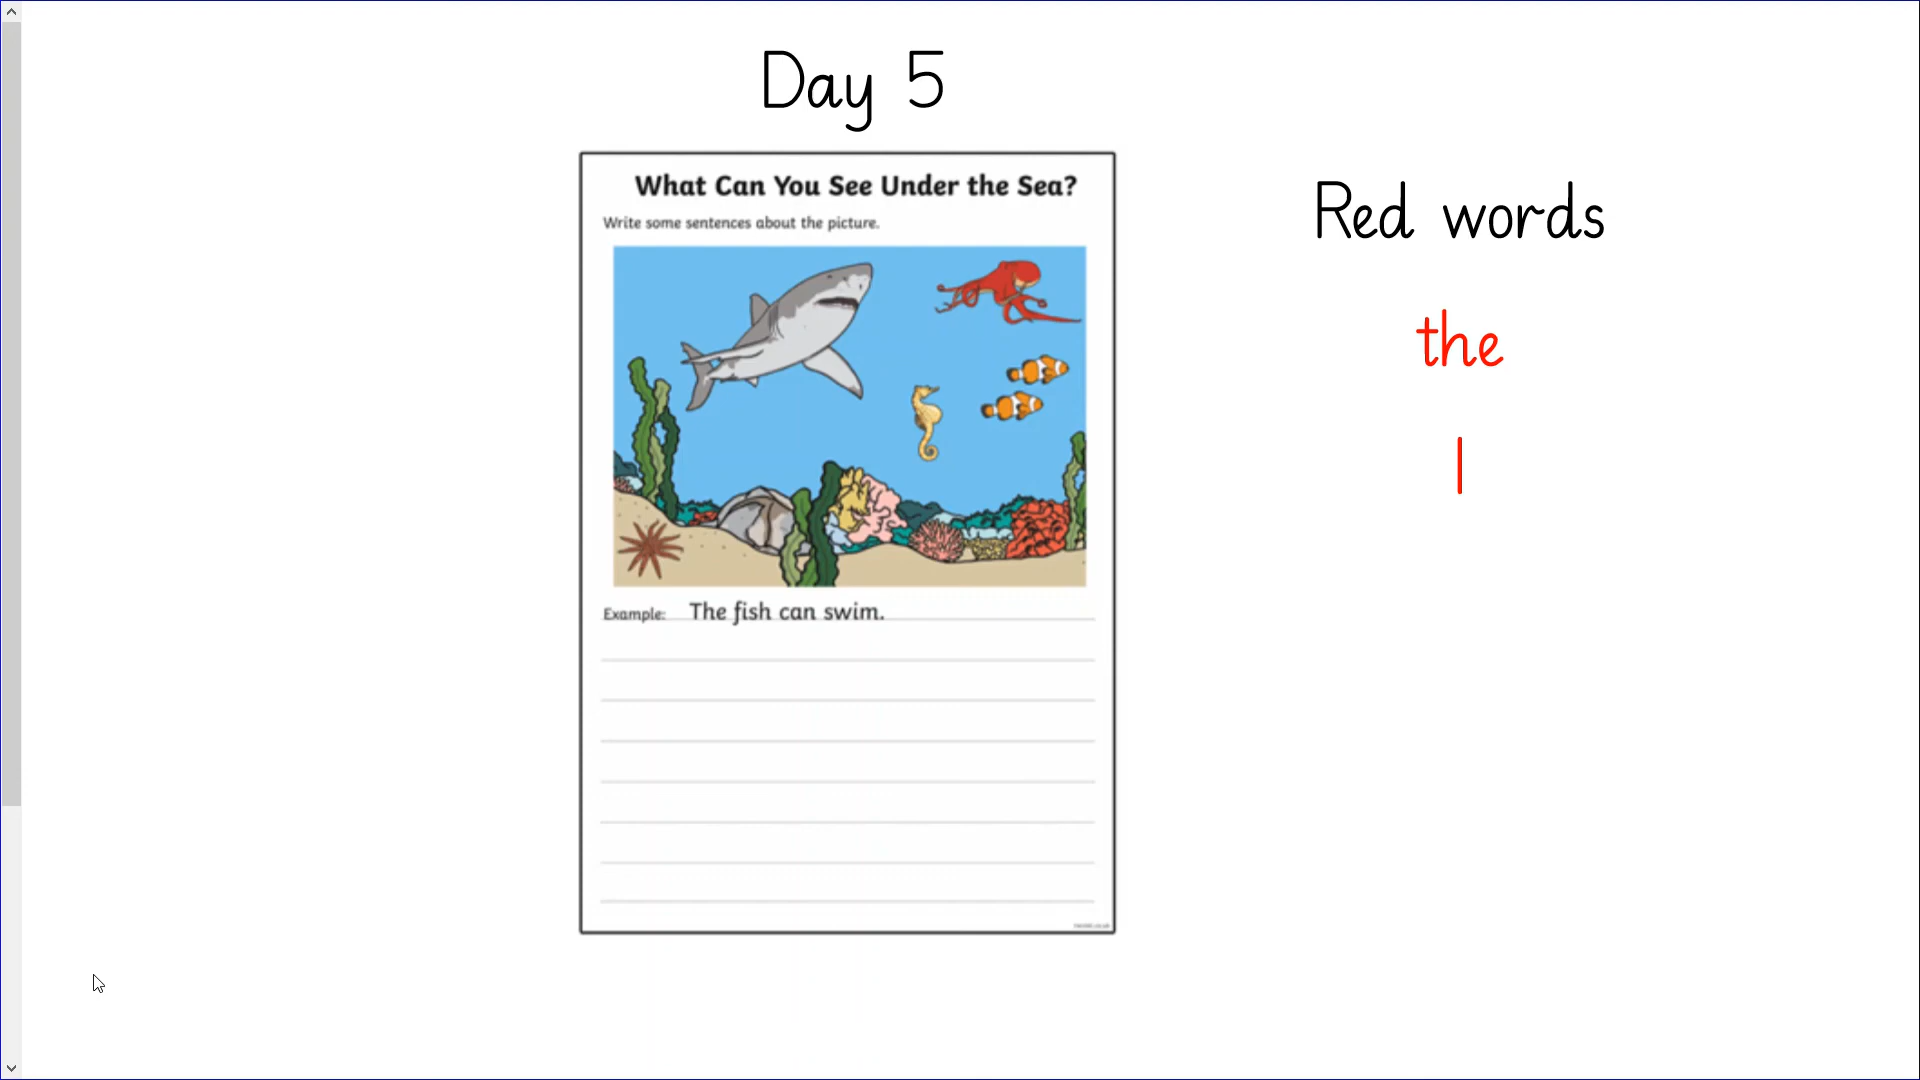 Day 5
What Can You See Under the Sea?
Write some sentences about the picture.
Example: The fish can swim.
Red words
the
I